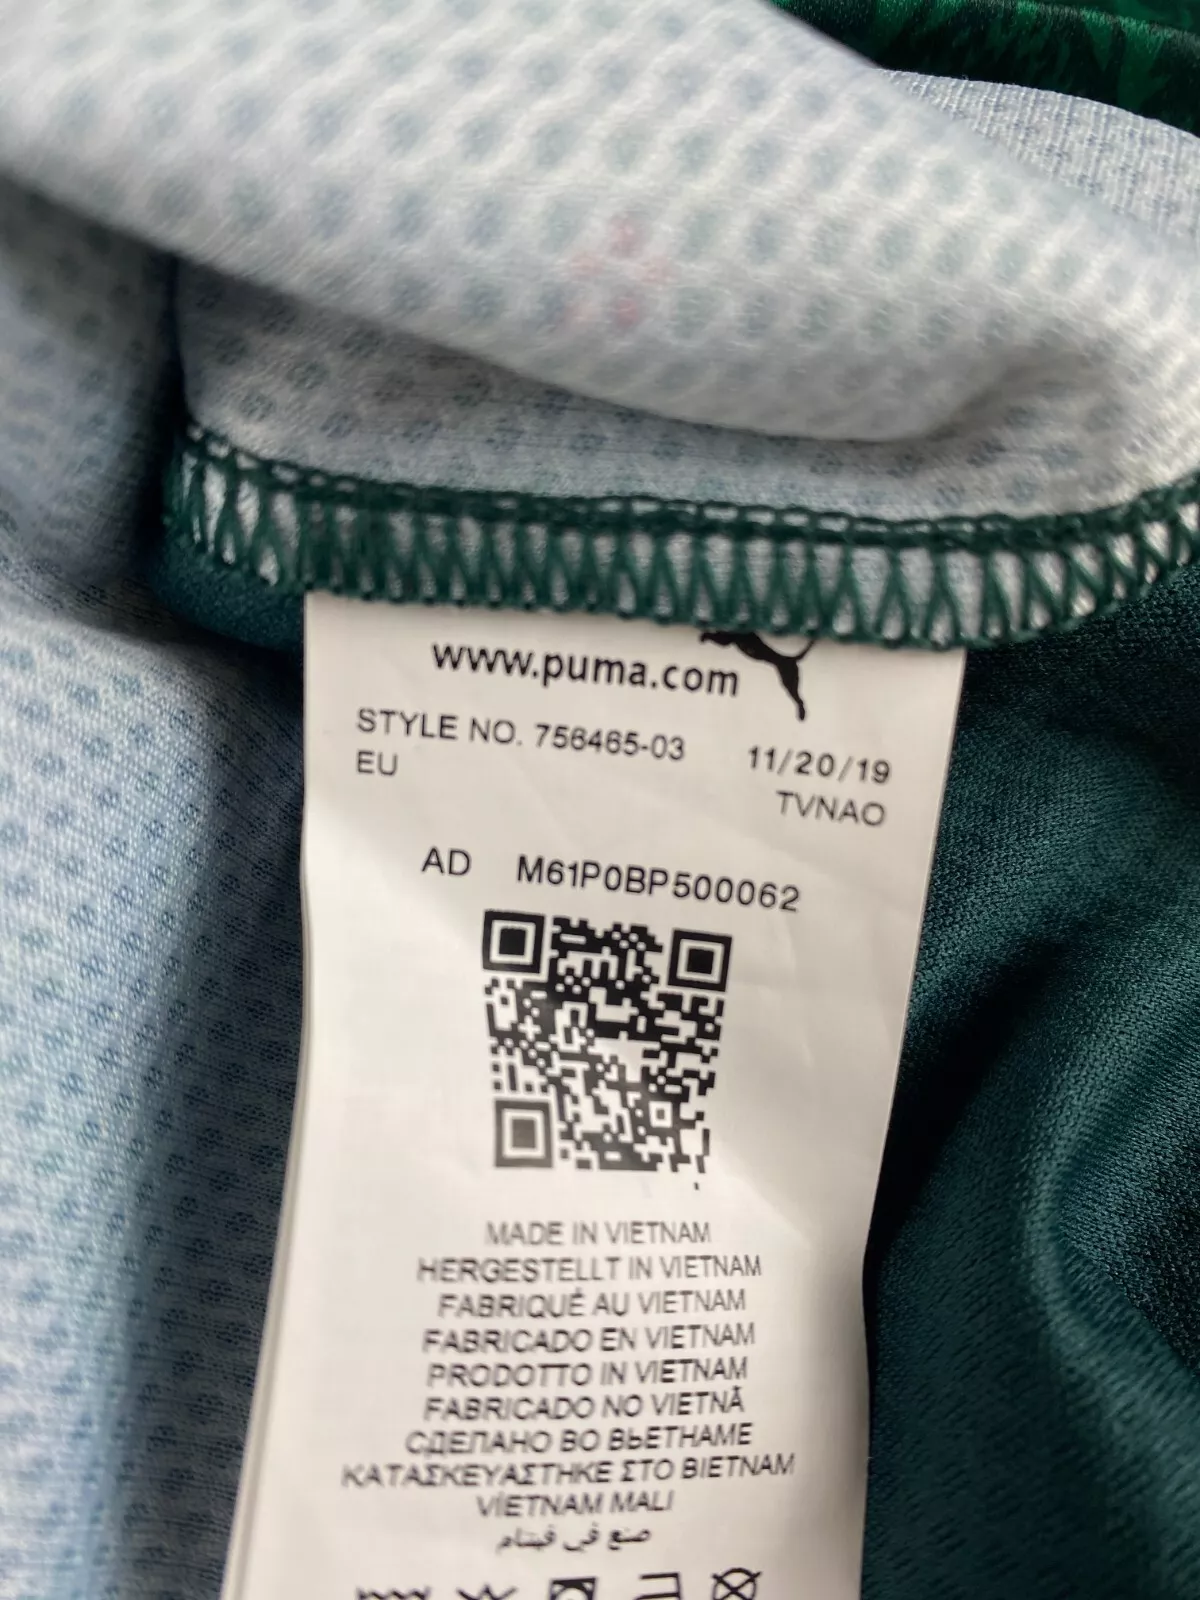 www.puma.com
STYLE NO. 756465-03 11/20/19
EU TVNAO
AD M61P0BP500062
MADE IN VIETNAM
HERGESTELLT IN VIETNAM
FABRIQUÉ AU VIETNAM
FABRICADO EN VIETNAM
PRODOTTO IN VIETNAM
FABRICADO NO VIETNÃ
СДЕЛАНО ВО ВЬЕТНАМЕ
ΚΑΤΑΣΚΕΥΑΣΤΗΚΕ ΣΤΟ ΒΙΕΤΝΑΜ
VİETNAM MALI
صنع في فيتنام